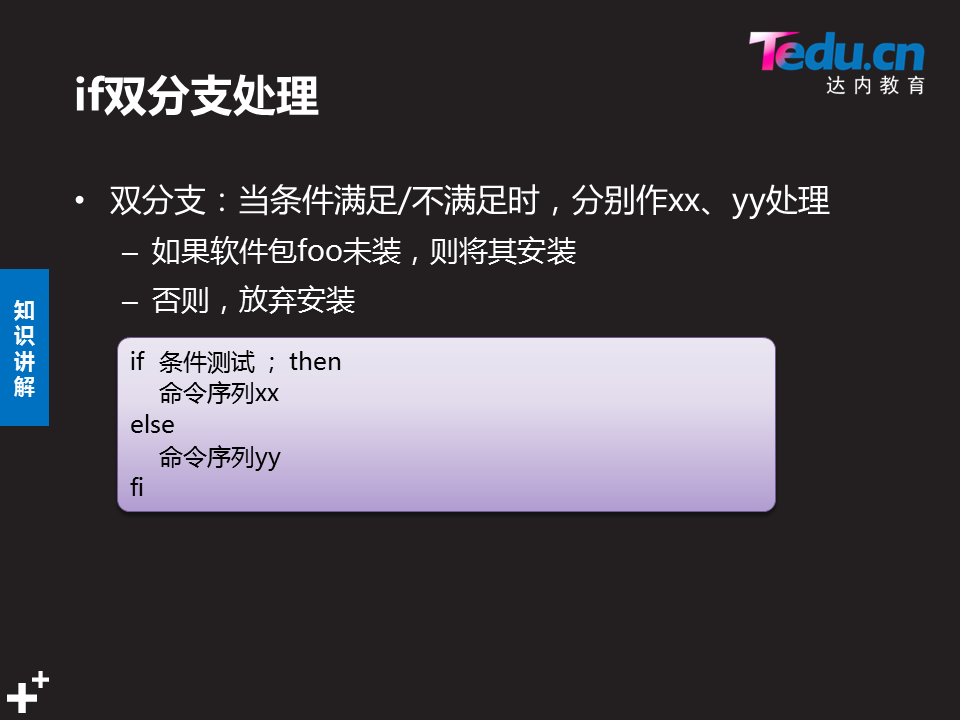 Tedu.cn
达内教育
if双分支处理
• 双分支：当条件满足/不满足时，分别作xx、yy处理
– 如果软件包foo未装，则将其安装
– 否则，放弃安装
知识讲解
if 条件测试 ; then
命令序列xx
else
命令序列yy
fi